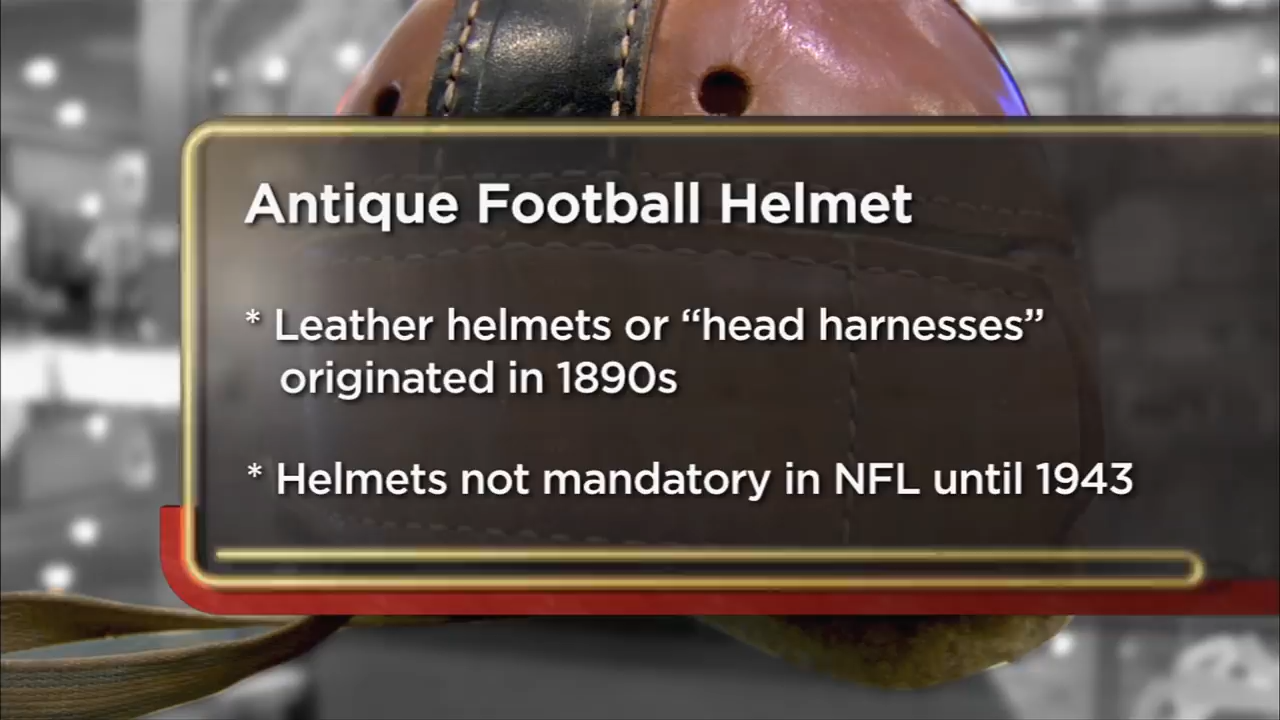 Antique Football Helmet
* Leather helmets or “head harnesses”
originated in 1890s
* Helmets not mandatory in NFL until 1943